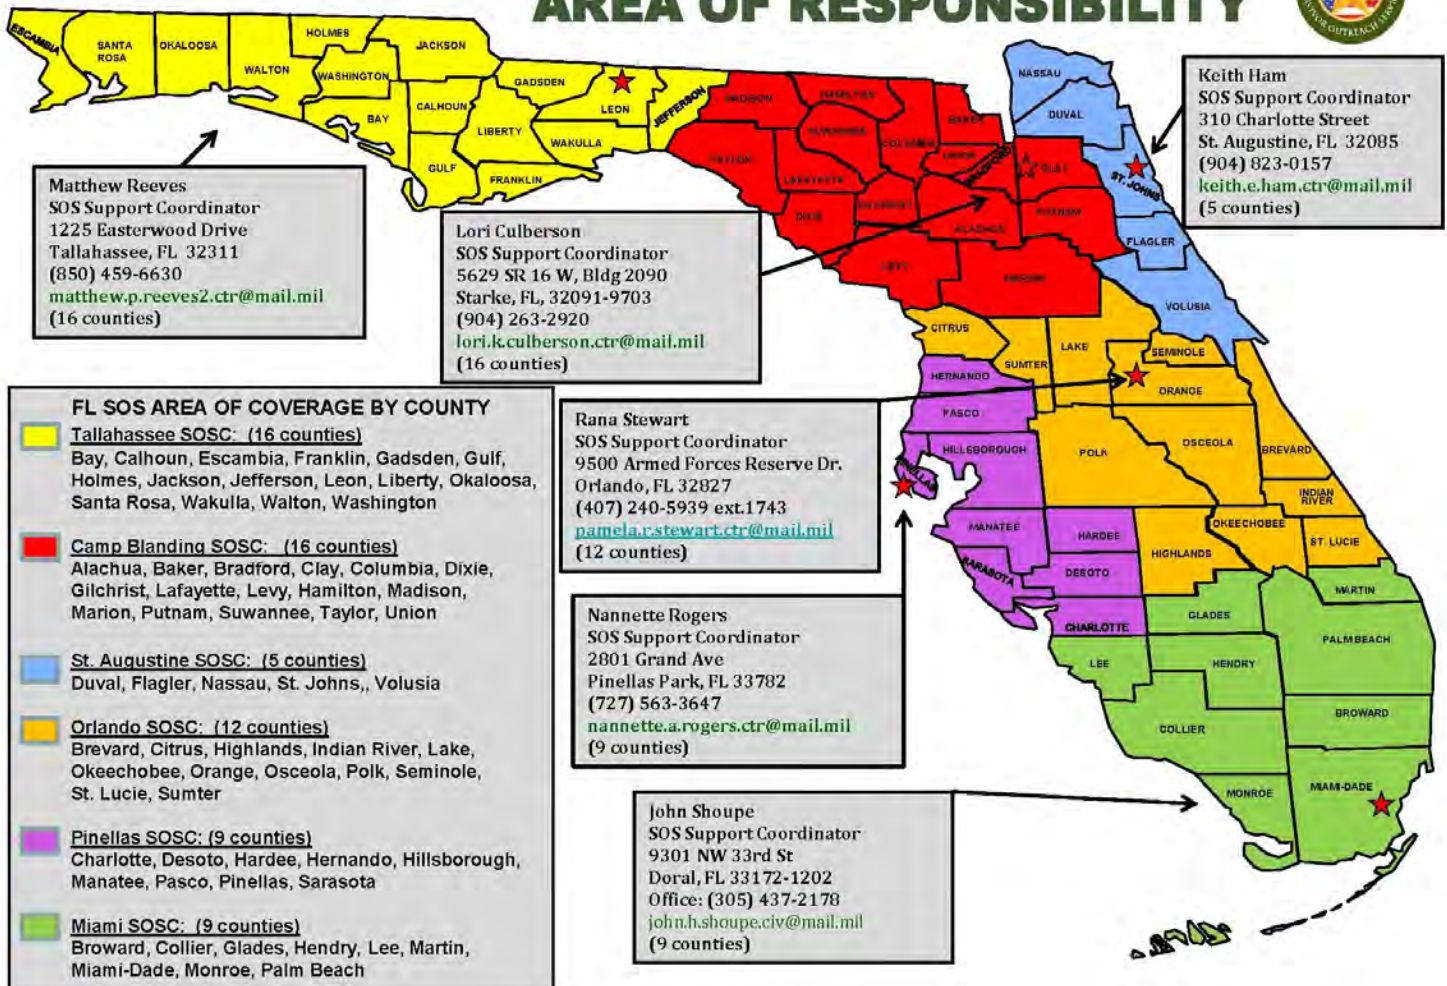 AREA OF RESPONSIBILITY
SURVIVOR OUTREACH SERVICES
ESCAMBIA
SANTA
ROSA
OKALOOSA
WALTON
HOLMES
WASHINGTON
JACKSON
BAY
CALHOUN
GULF
GADSDEN
LIBERTY
FRANKLIN
LEON
WAKULLA
JEFFERSON
MADISON
TAYLOR
HAMILTON
SUWANNEE
LAFAYETTE
DIXIE
COLUMBIA
GILCHRIST
BAKER
UNION
BRADFORD
ALACHUA
LEVY
CLAY
PUTNAM
MARION
NASSAU
DUVAL
ST. JOHNS
FLAGLER
VOLUSIA
Keith Ham
SOS Support Coordinator
310 Charlotte Street
St. Augustine, FL 32085
(904) 823-0157
keith.e.ham.ctr@mail.mil
(5 counties)
Matthew Reeves
SOS Support Coordinator
1225 Easterwood Drive
Tallahassee, FL 32311
(850) 459-6630
matthew.p.reeves2.ctr@mail.mil
(16 counties)
Lori Culberson
SOS Support Coordinator
5629 SR 16 W, Bldg 2090
Starke, FL, 32091-9703
(904) 263-2920
lori.k.culberson.ctr@mail.mil
(16 counties)
CITRUS
SUMTER
LAKE
SEMINOLE
ORANGE
HERNANDO
PASCO
HILLSBOROUGH
PINELLAS
POLK
OSCEOLA
BREVARD
INDIAN
RIVER
OKEECHOBEE
ST. LUCIE
HIGHLANDS
MANATEE
HARDEE
SARASOTA
DESOTO
CHARLOTTE
GLADES
MARTIN
PALM BEACH
LEE
HENDRY
COLLIER
BROWARD
MONROE
MIAMI-DADE
Rana Stewart
SOS Support Coordinator
9500 Armed Forces Reserve Dr.
Orlando, FL 32827
(407) 240-5939 ext.1743
pamela.r.stewart.ctr@mail.mil
(12 counties)
Nannette Rogers
SOS Support Coordinator
2801 Grand Ave
Pinellas Park, FL 33782
(727) 563-3647
nannette.a.rogers.ctr@mail.mil
(9 counties)
John Shoupe
SOS Support Coordinator
9301 NW 33rd St
Doral, FL 33172-1202
Office: (305) 437-2178
john.h.shoupe.civ@mail.mil
(9 counties)
FL SOS AREA OF COVERAGE BY COUNTY
Tallahassee SOSC: (16 counties)
Bay, Calhoun, Escambia, Franklin, Gadsden, Gulf,
Holmes, Jackson, Jefferson, Leon, Liberty, Okaloosa,
Santa Rosa, Wakulla, Walton, Washington
Camp Blanding SOSC: (16 counties)
Alachua, Baker, Bradford, Clay, Columbia, Dixie,
Gilchrist, Lafayette, Levy, Hamilton, Madison,
Marion, Putnam, Suwannee, Taylor, Union
St. Augustine SOSC: (5 counties)
Duval, Flagler, Nassau, St. Johns,, Volusia
Orlando SOSC: (12 counties)
Brevard, Citrus, Highlands, Indian River, Lake,
Okeechobee, Orange, Osceola, Polk, Seminole,
St. Lucie, Sumter
Pinellas SOSC: (9 counties)
Charlotte, Desoto, Hardee, Hernando, Hillsborough,
Manatee, Pasco, Pinellas, Sarasota
Miami SOSC: (9 counties)
Broward, Collier, Glades, Hendry, Lee, Martin,
Miami-Dade, Monroe, Palm Beach